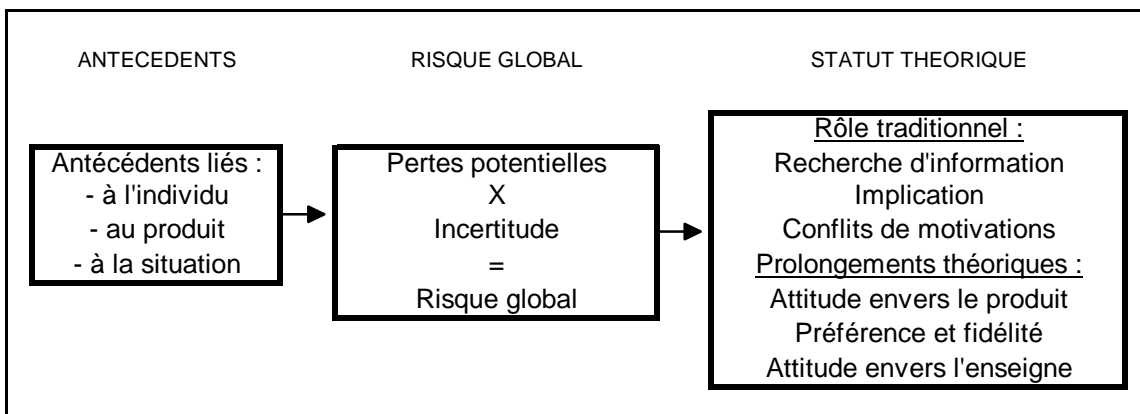 ANTECEDENTS
RISQUE GLOBAL
STATUT THEORIQUE
Antécédents liés :
- à l'individu
- au produit
- à la situation
Pertes potentielles
X
Incertitude
=
Risque global
Rôle traditionnel :
Recherche d'information
Implication
Conflits de motivations
Prolongements théoriques :
Attitude envers le produit
Préférence et fidélité
Attitude envers l'enseigne